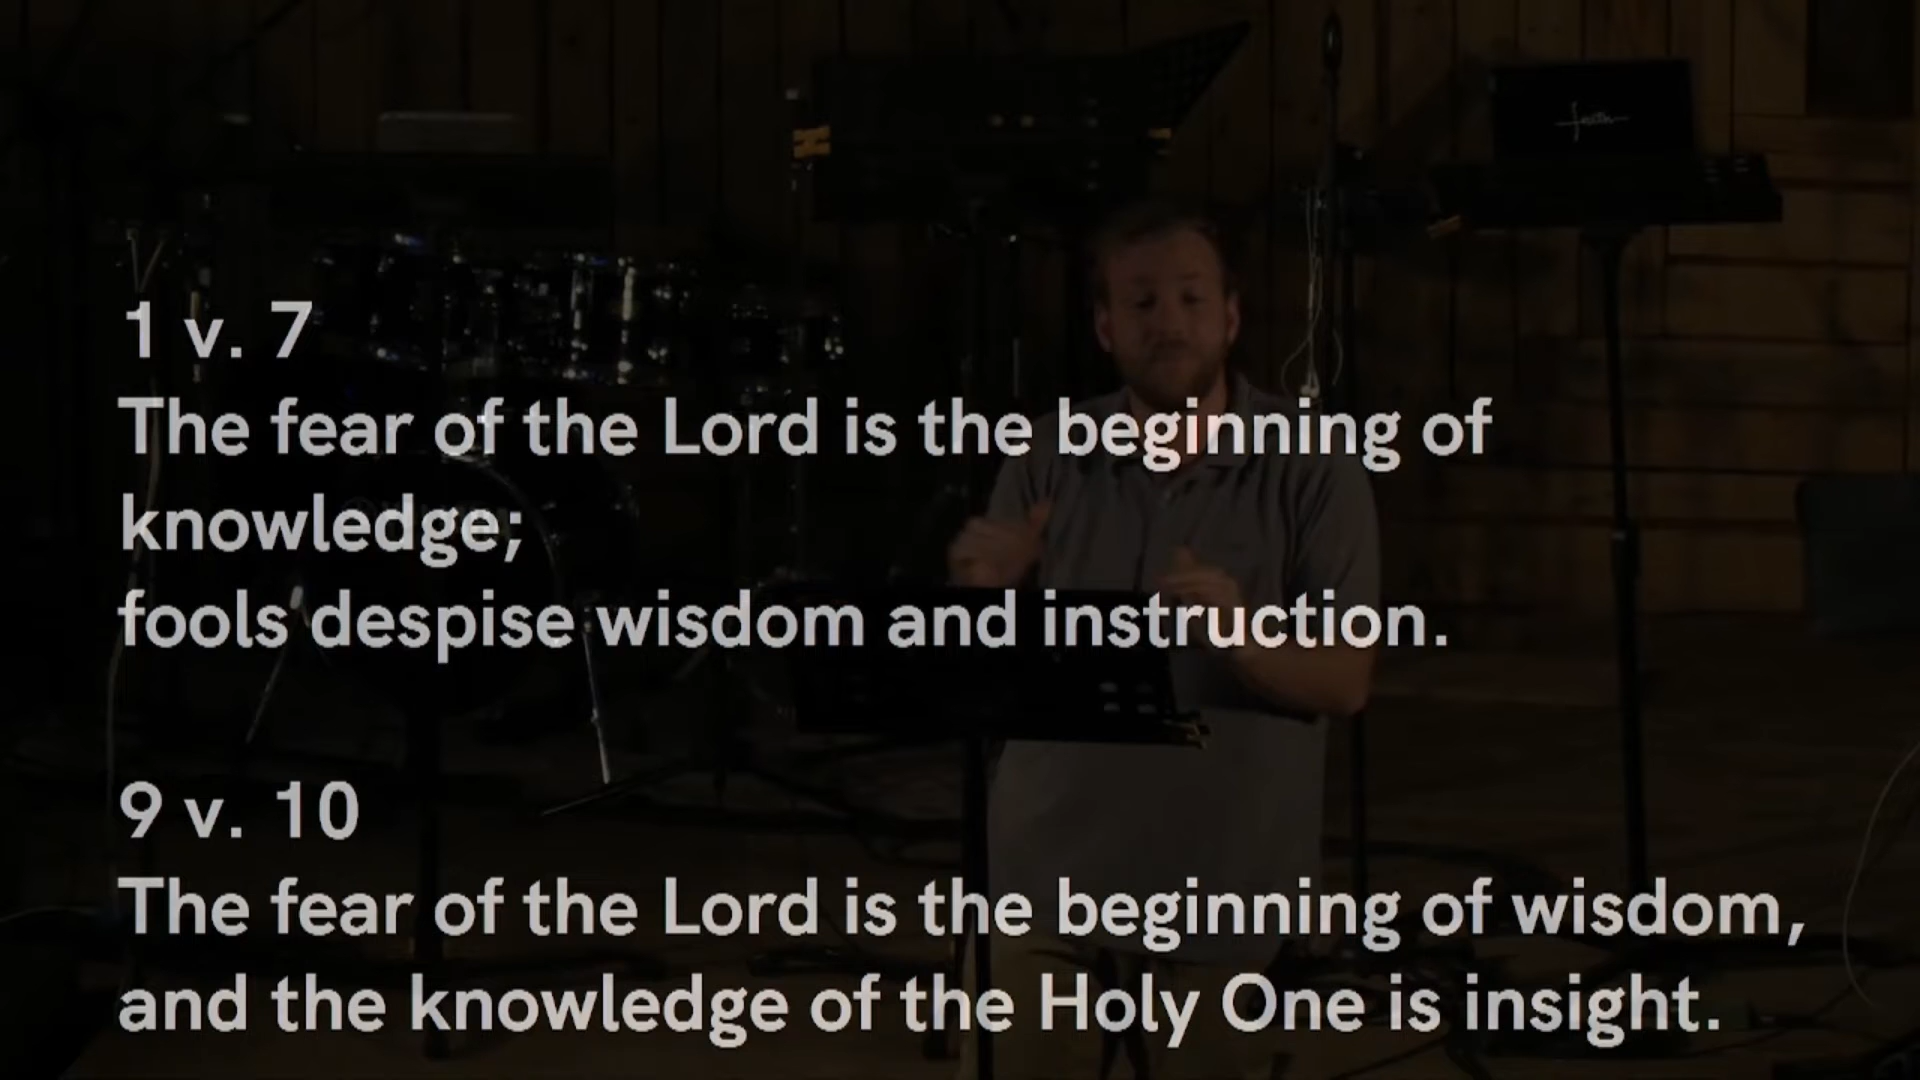 faith
1 v. 7
The fear of the Lord is the beginning of
knowledge;
fools despise wisdom and instruction.
9 v. 10
The fear of the Lord is the beginning of wisdom,
and the knowledge of the Holy One is insight.